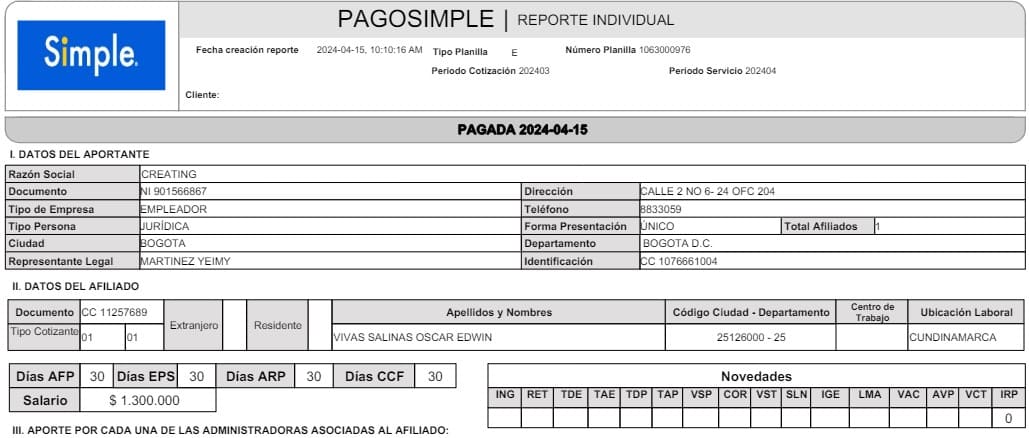 PAGOSIMPLE | REPORTE INDIVIDUAL
Simple.
Fecha creación reporte 2024-04-15, 10:10:16 AM Tipo Planilla E Número Planilla 1063000976
Período Cotización 202403 Período Servicio 202404
Cliente:
PAGADA 2024-04-15
I. DATOS DEL APORTANTE
Razón Social CREATING
Documento NI 901566867 Dirección CALLE 2 NO 6- 24 OFC 204
Tipo de Empresa EMPLEADOR Teléfono 8833059
Tipo Persona JURÍDICA Forma Presentación ÚNICO Total Afiliados 1
Ciudad BOGOTA Departamento BOGOTA D.C.
Representante Legal MARTINEZ YEIMY Identificación CC 1076661004
II. DATOS DEL AFILIADO
Documento CC 11257689 Extranjero Residente Apellidos y Nombres Código Ciudad - Departamento Centro de Trabajo Ubicación Laboral
Tipo Cotizante 01 01 VIVAS SALINAS OSCAR EDWIN 25126000 - 25 CUNDINAMARCA
Días AFP 30 Días EPS 30 Días ARP 30 Días CCF 30
Salario $ 1.300.000
Novedades
ING RET TDE TAE TDP TAP VSP COR VST SLN IGE LMA VAC AVP VCT IRP
0
III. APORTE POR CADA UNA DE LAS ADMINISTRADORAS ASOCIADAS AL AFILIADO: